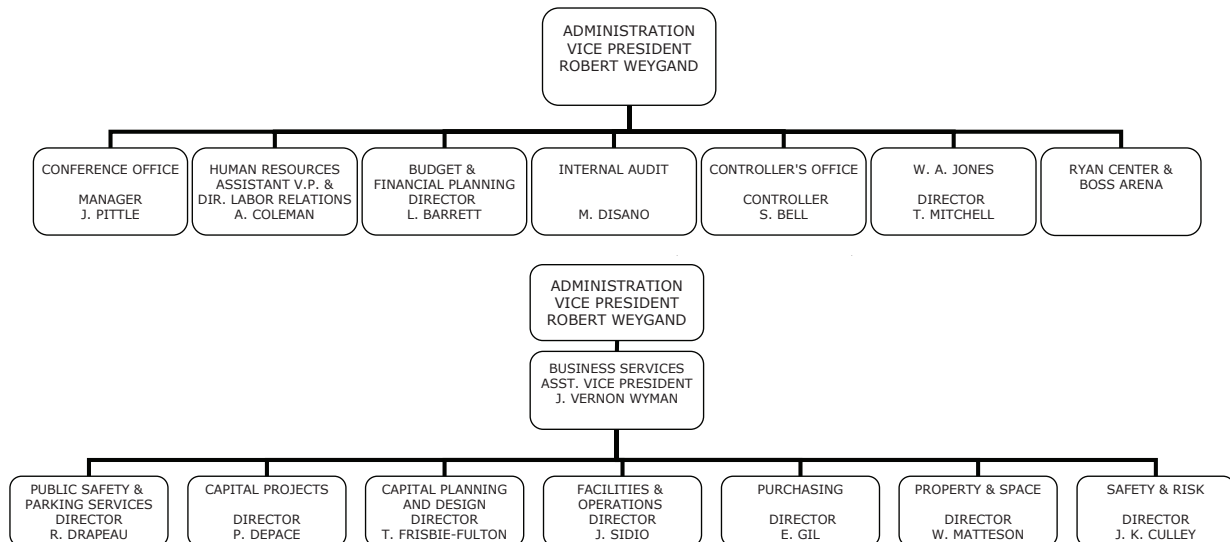 ADMINISTRATION
VICE PRESIDENT
ROBERT WEYGAND
CONFERENCE OFFICE
MANAGER
J. PITTLE
HUMAN RESOURCES
ASSISTANT V.P. &
DIR. LABOR RELATIONS
A. COLEMAN
BUDGET &
FINANCIAL PLANNING
DIRECTOR
L. BARRETT
INTERNAL AUDIT
M. DISANO
CONTROLLER'S OFFICE
CONTROLLER
S. BELL
W. A. JONES
DIRECTOR
T. MITCHELL
RYAN CENTER &
BOSS ARENA
ADMINISTRATION
VICE PRESIDENT
ROBERT WEYGAND
BUSINESS SERVICES
ASST. VICE PRESIDENT
J. VERNON WYMAN
PUBLIC SAFETY &
PARKING SERVICES
DIRECTOR
R. DRAPEAU
CAPITAL PROJECTS
DIRECTOR
P. DEPACE
CAPITAL PLANNING
AND DESIGN
DIRECTOR
T. FRISBIE-FULTON
FACILITIES &
OPERATIONS
DIRECTOR
J. SIDIO
PURCHASING
DIRECTOR
E. GIL
PROPERTY & SPACE
DIRECTOR
W. MATTESON
SAFETY & RISK
DIRECTOR
J. K. CULLEY